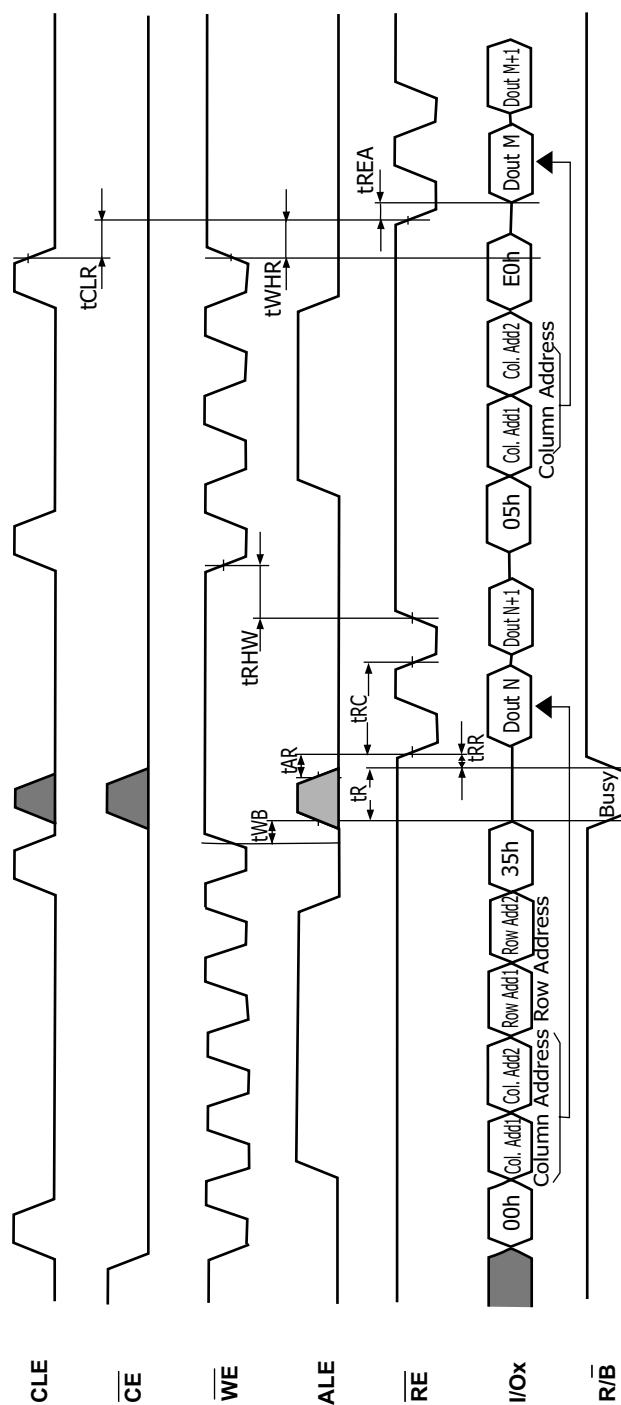 CLE
tCLR
CE
WE
tWB
tRHW
tWHR
ALE
tAR
RE
tR
tRR
tRC
tREA
I/Ox
00h
Col. Add1
Col. Add2
Row Add1
Row Add2
35h
Dout N
Dout N+1
05h
Col. Add1
Col. Add2
E0h
Dout M
Dout M+1
Column Address
Row Address
Column Address
R/B
Busy